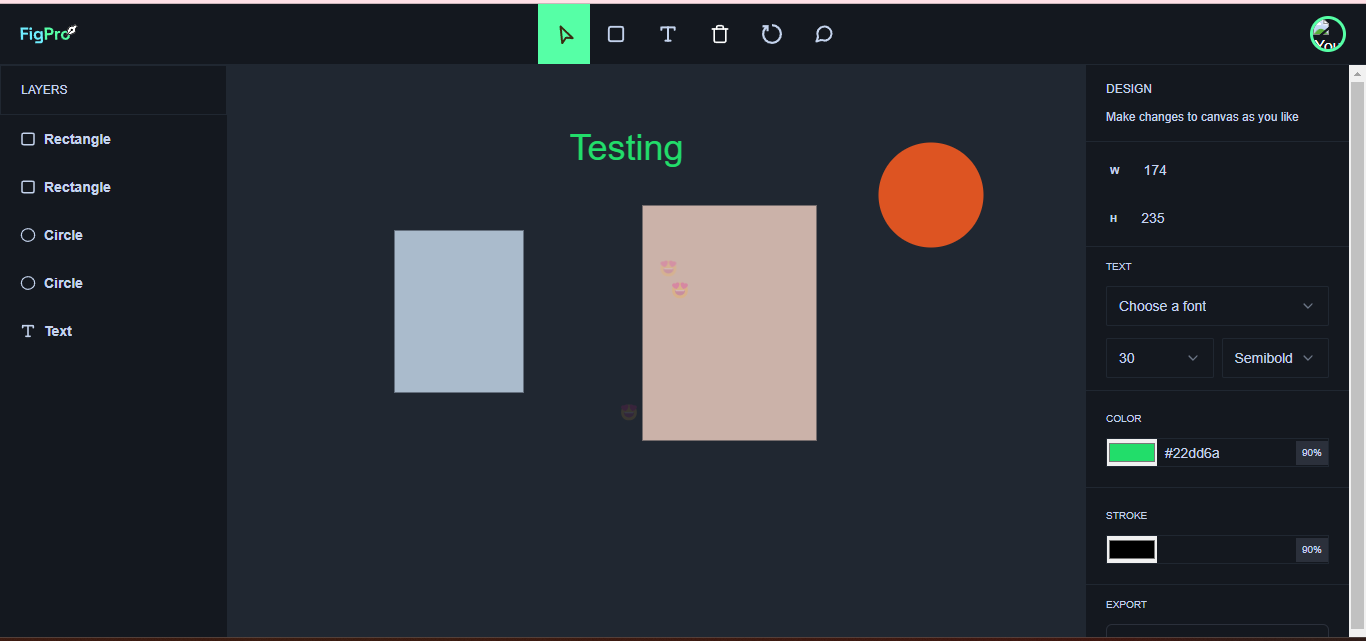 FigPro
LAYERS
Rectangle
Rectangle
Circle
Circle
Text
Testing
You
DESIGN
Make changes to canvas as you like
W 174
H 235
TEXT
Choose a font
30 Semibold
COLOR
#22dd6a 90%
STROKE
90%
EXPORT